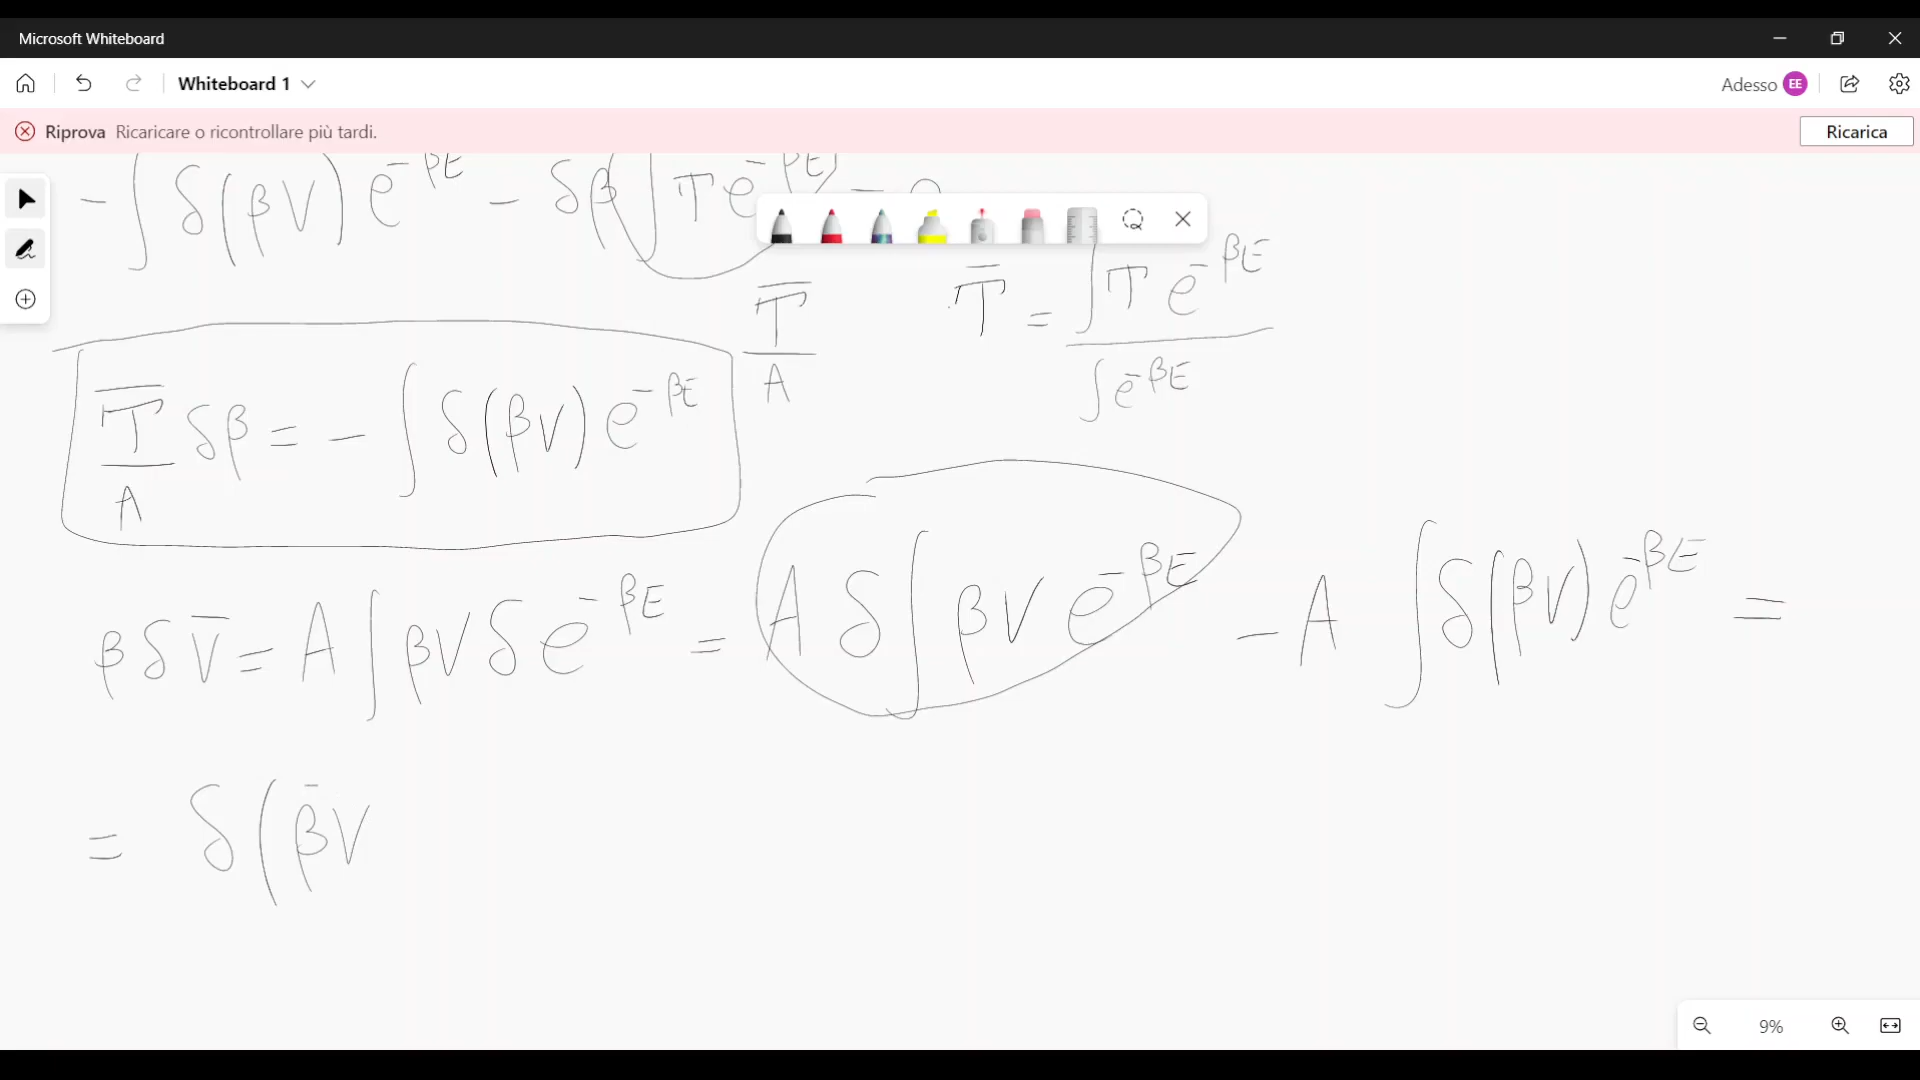 Microsoft Whiteboard
Whiteboard 1
Adesso EE
Riprova Ricaricare o ricontrollare più tardi.
Ricarica
- ∫ δ(βV) e^{-βE} - δβ ∫ T e^{-βE}
T̅/A
T̅ = ∫ T e^{-βE} / ∫ e^{-βE}
T̅/A δβ = - ∫ δ(βV) e^{-βE}
β δ V̅ = A ∫ βV δ e^{-βE} = A δ ∫ βV e^{-βE} - A ∫ δ(βV) e^{-βE} =
= δ(β̅V
9%